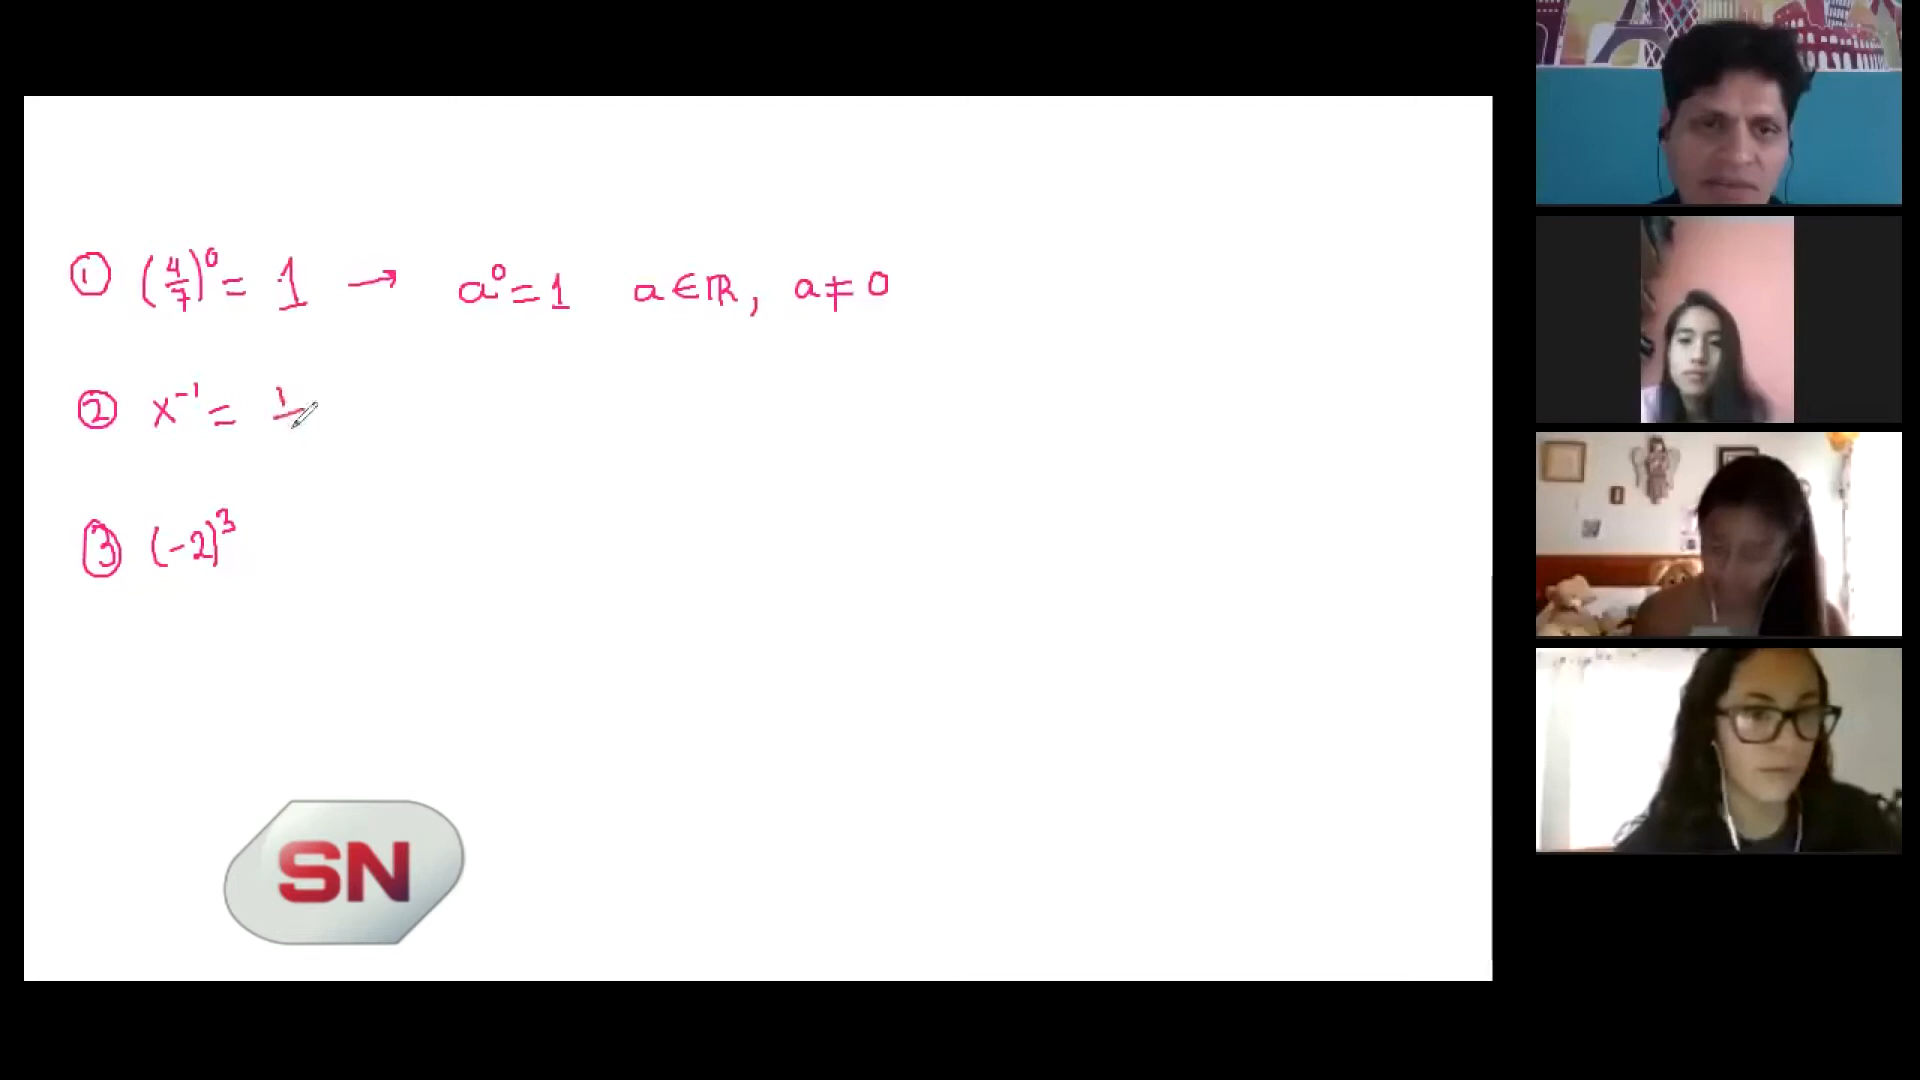 ① (4/7)⁰ = 1 → a⁰ = 1 a ∈ ℝ, a ≠ 0
② x⁻¹ = 1/
③ (-2)³
SN